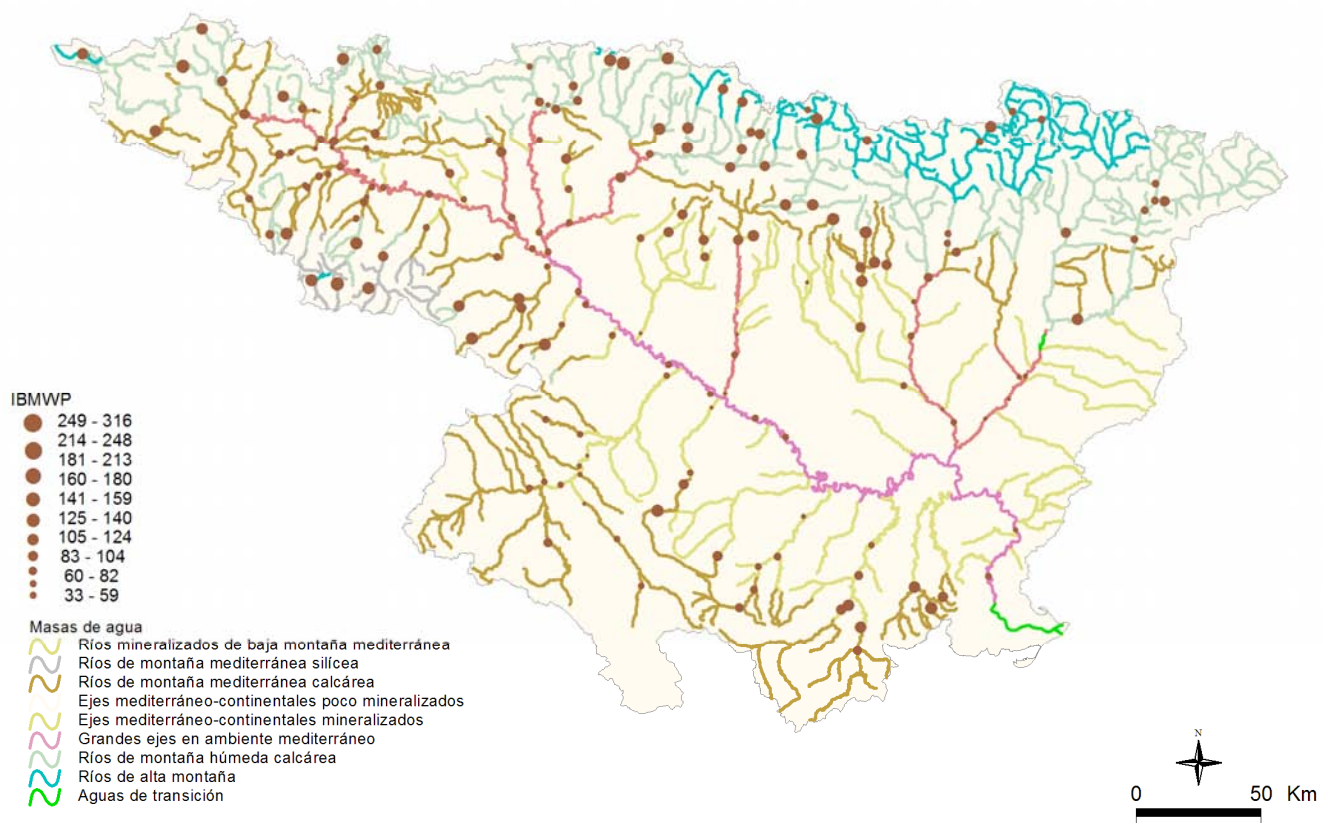 IBMWP
249 - 316
214 - 248
181 - 213
160 - 180
141 - 159
125 - 140
105 - 124
83 - 104
60 - 82
33 - 59
Masas de agua
Ríos mineralizados de baja montaña mediterránea
Ríos de montaña mediterránea silícea
Ríos de montaña mediterránea calcárea
Ejes mediterráneo-continentales poco mineralizados
Ejes mediterráneo-continentales mineralizados
Grandes ejes en ambiente mediterráneo
Ríos de montaña húmeda calcárea
Ríos de alta montaña
Aguas de transición
N
0 50 Km